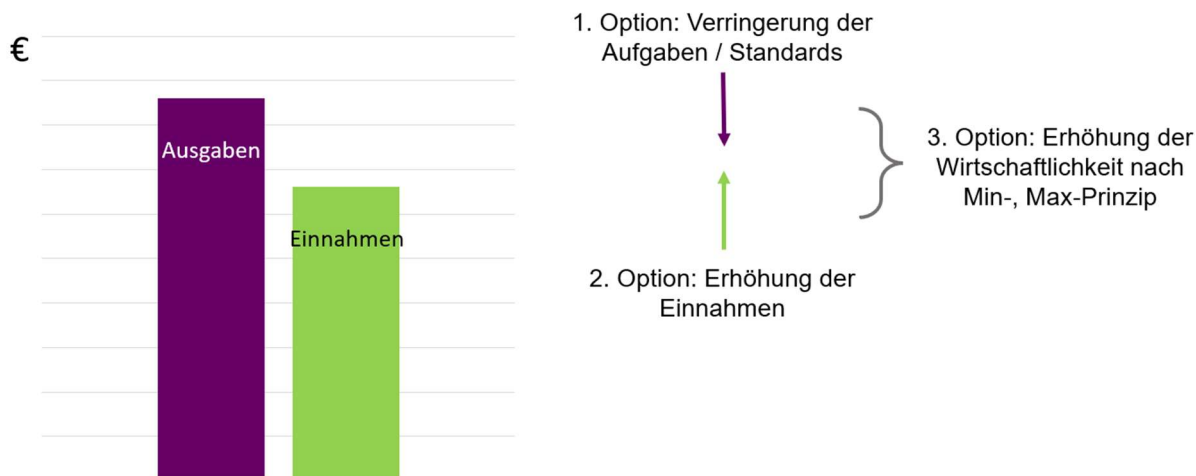 €
Ausgaben
Einnahmen
1. Option: Verringerung der
Aufgaben / Standards
2. Option: Erhöhung der
Einnahmen
3. Option: Erhöhung der
Wirtschaftlichkeit nach
Min-, Max-Prinzip